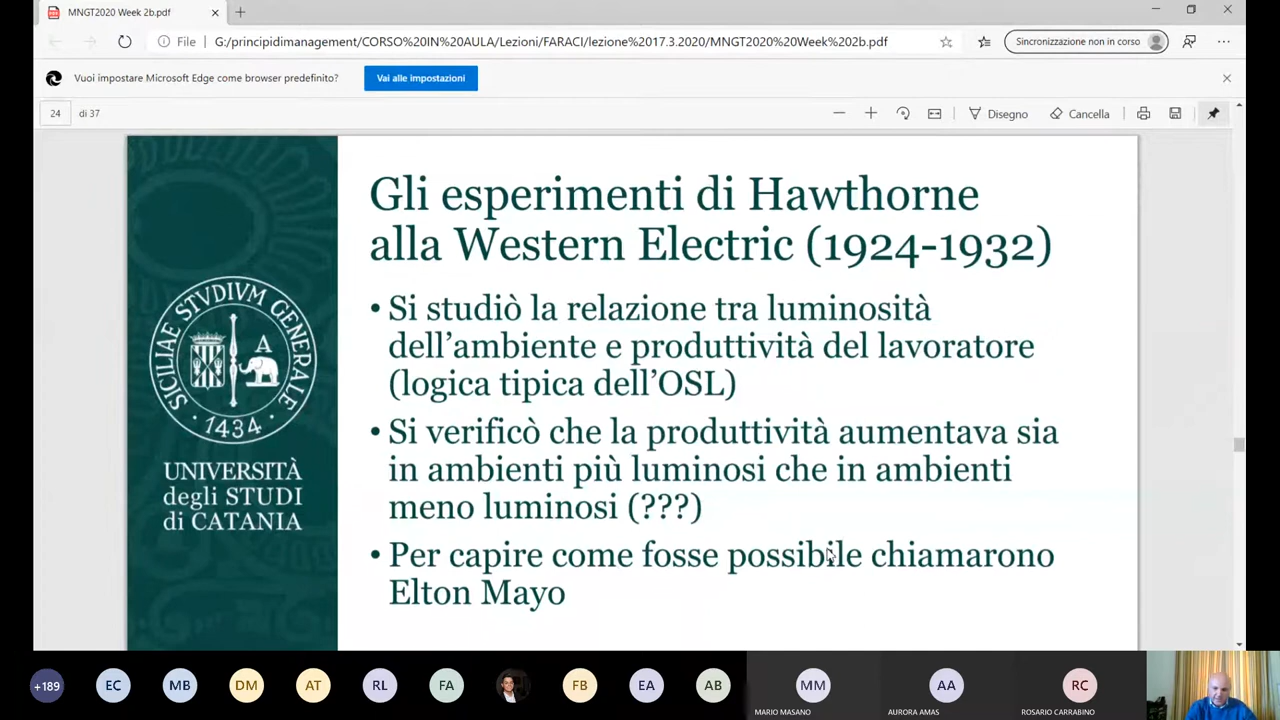 MNGT2020 Week 2b.pdf
File
G:/principidimanagement/CORSO%20IN%20AULA/Lezioni/FARACI/lezione%2017.3.2020/MNGT2020%20Week%202b.pdf
Sincronizzazione non in corso
Vuoi impostare Microsoft Edge come browser predefinito?
Vai alle impostazioni
24
di 37
Disegno
Cancella
Gli esperimenti di Hawthorne
alla Western Electric (1924-1932)
• Si studiò la relazione tra luminosità
dell’ambiente e produttività del lavoratore
(logica tipica dell’OSL)
• Si verificò che la produttività aumentava sia
in ambienti più luminosi che in ambienti
meno luminosi (???)
• Per capire come fosse possibile chiamarono
Elton Mayo
SICILIAE STVDIVM GENERALE
A
· 1434 ·
UNIVERSITÀ
degli STUDI
di CATANIA
+189
EC
MB
DM
AT
RL
FA
FB
EA
AB
MM
AA
RC
MARIO MASANO
AURORA AMAS
ROSARIO CARRABINO